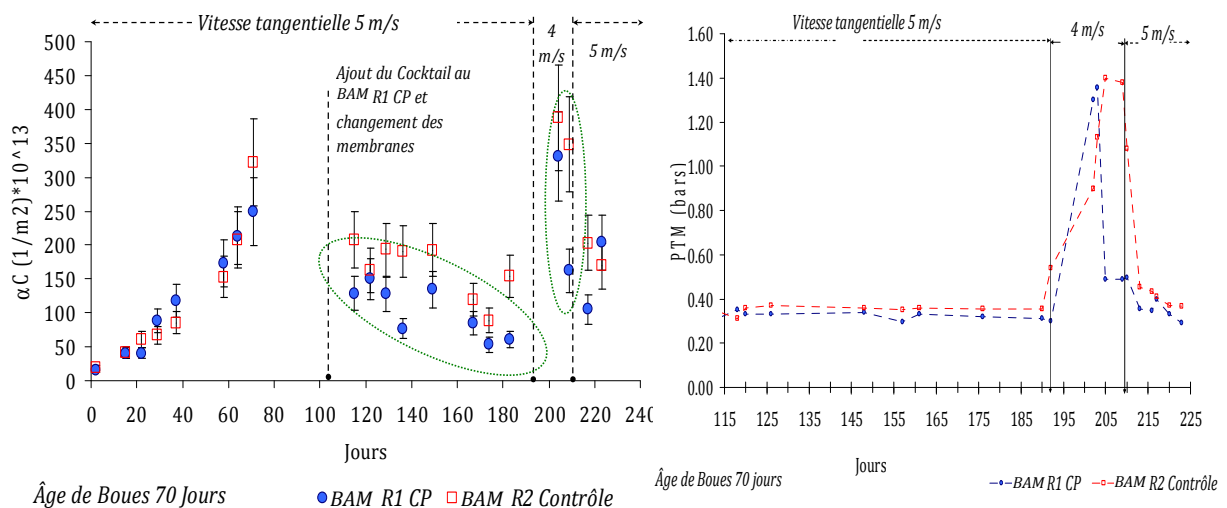 Vitesse tangentielle 5 m/s
4
m/s
5 m/s
500
450
400
350
300
250
200
150
100
50
0
αC (1/m2)*10^13
Ajout du Cocktail au
BAM R1 CP et
changement des
membranes
0 20 40 60 80 100 120 140 160 180 200 220 240
Jours
Âge de Boues 70 Jours
BAM R1 CP
BAM R2 Contrôle
Vitesse tangentielle 5 m/s
4 m/s
5 m/s
1.60
1.40
1.20
1.00
0.80
0.60
0.40
0.20
0.00
PTM (bars)
115 125 135 145 155 165 175 185 195 205 215 225
Jours
Âge de Boues 70 jours
BAM R1 CP
BAM R2 Contrôle